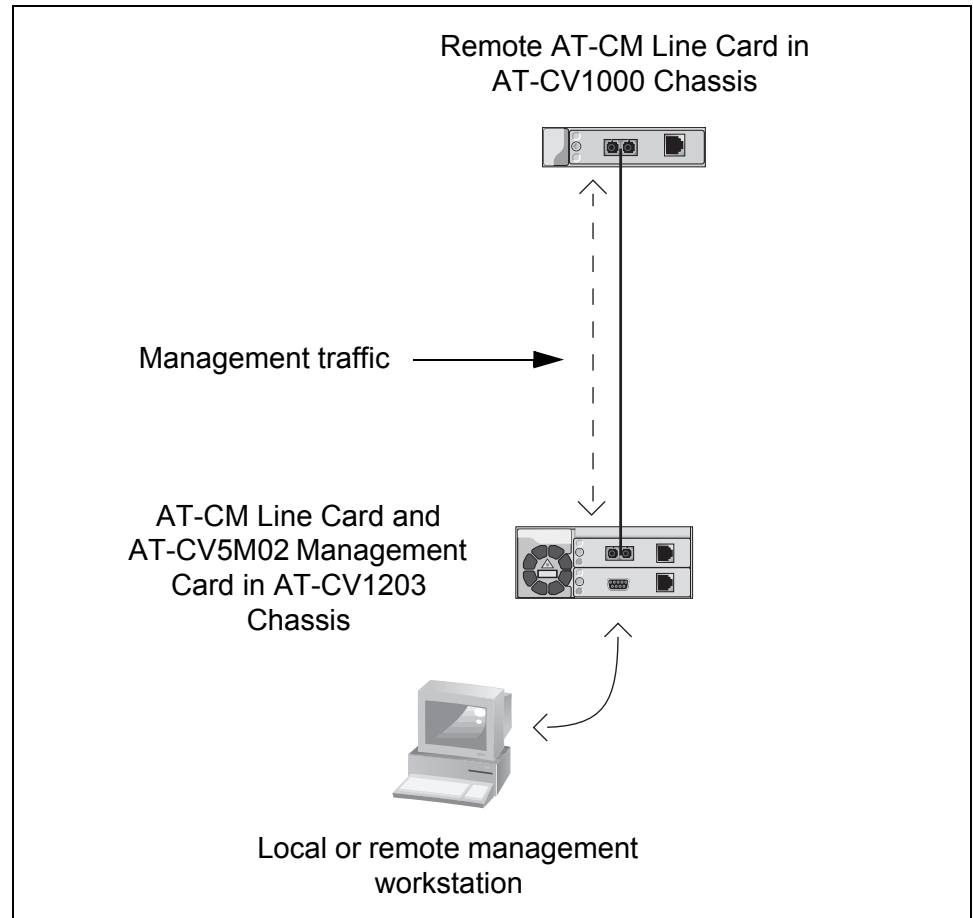 Remote AT-CM Line Card in
AT-CV1000 Chassis
Management traffic
AT-CM Line Card and
AT-CV5M02 Management
Card in AT-CV1203
Chassis
Local or remote management
workstation